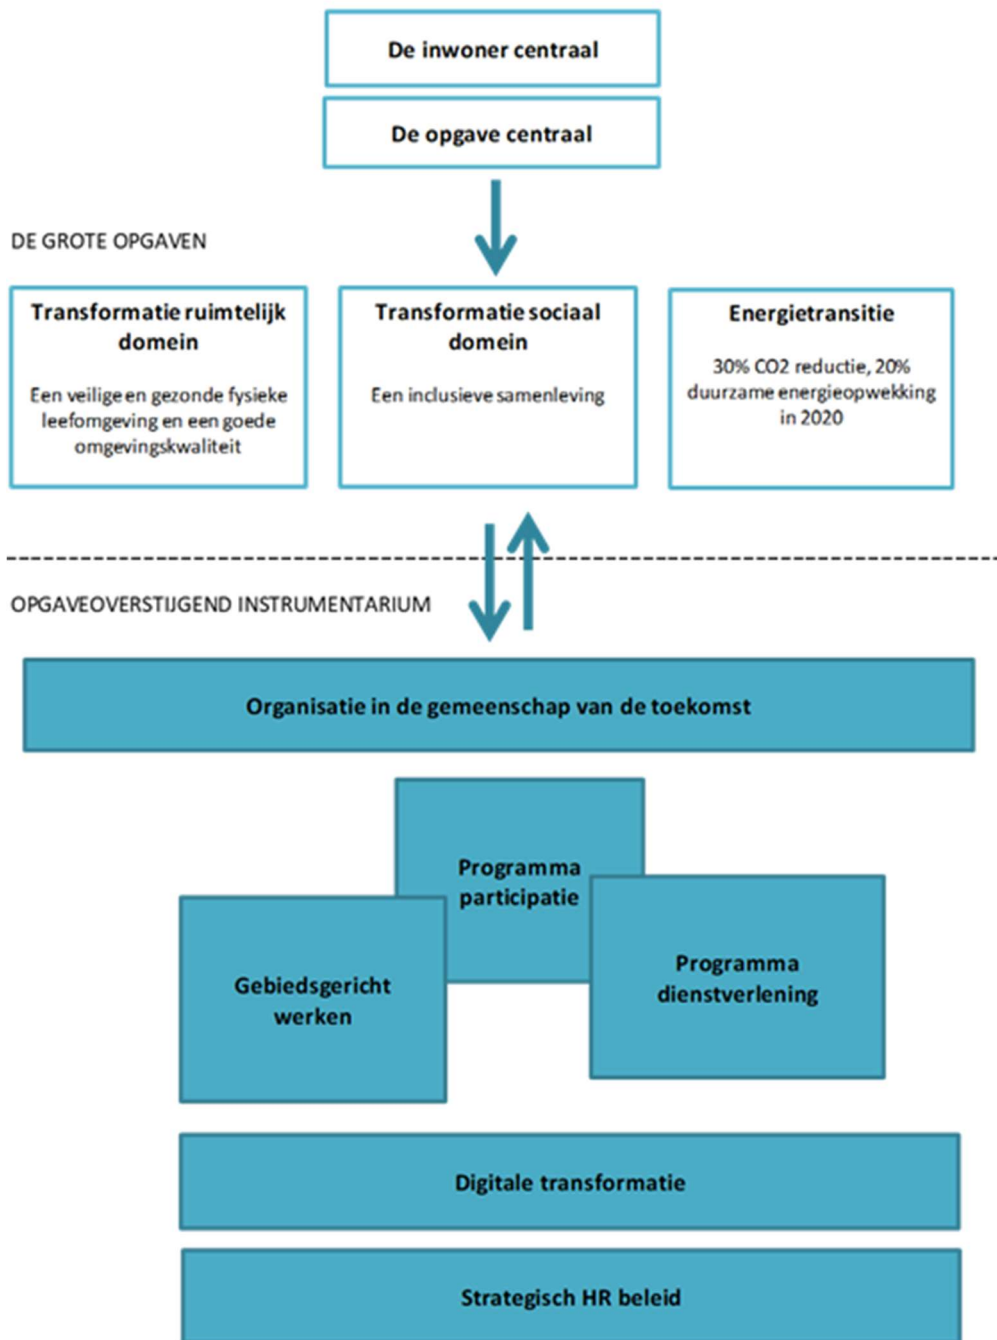 De inwoner centraal
De opgave centraal
DE GROTE OPGAVEN
Transformatie ruimtelijk
domein
Een veilige en gezonde fysieke
leefomgeving en een goede
omgevingskwaliteit
Transformatie sociaal
domein
Een inclusieve samenleving
Energietransitie
30% CO2 reductie, 20%
duurzame energieopwekking
in 2020
OPGAVEOVERSTIJGEND INSTRUMENTARIUM
Organisatie in de gemeenschap van de toekomst
Programma
participatie
Gebiedsgericht
werken
Programma
dienstverlening
Digitale transformatie
Strategisch HR beleid